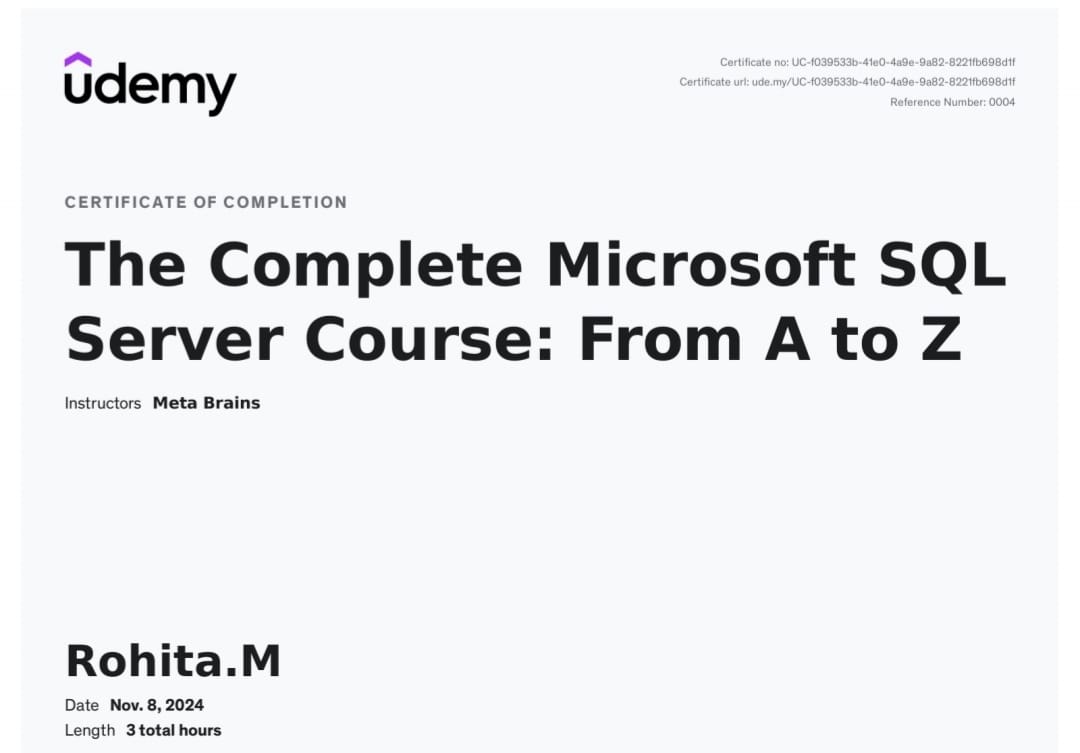 udemy
Certificate no: UC-f039533b-41e0-4a9e-9a82-8221fb698d1f
Certificate url: ude.my/UC-f039533b-41e0-4a9e-9a82-8221fb698d1f
Reference Number: 0004
CERTIFICATE OF COMPLETION
The Complete Microsoft SQL
Server Course: From A to Z
Instructors Meta Brains
Rohita.M
Date Nov. 8, 2024
Length 3 total hours